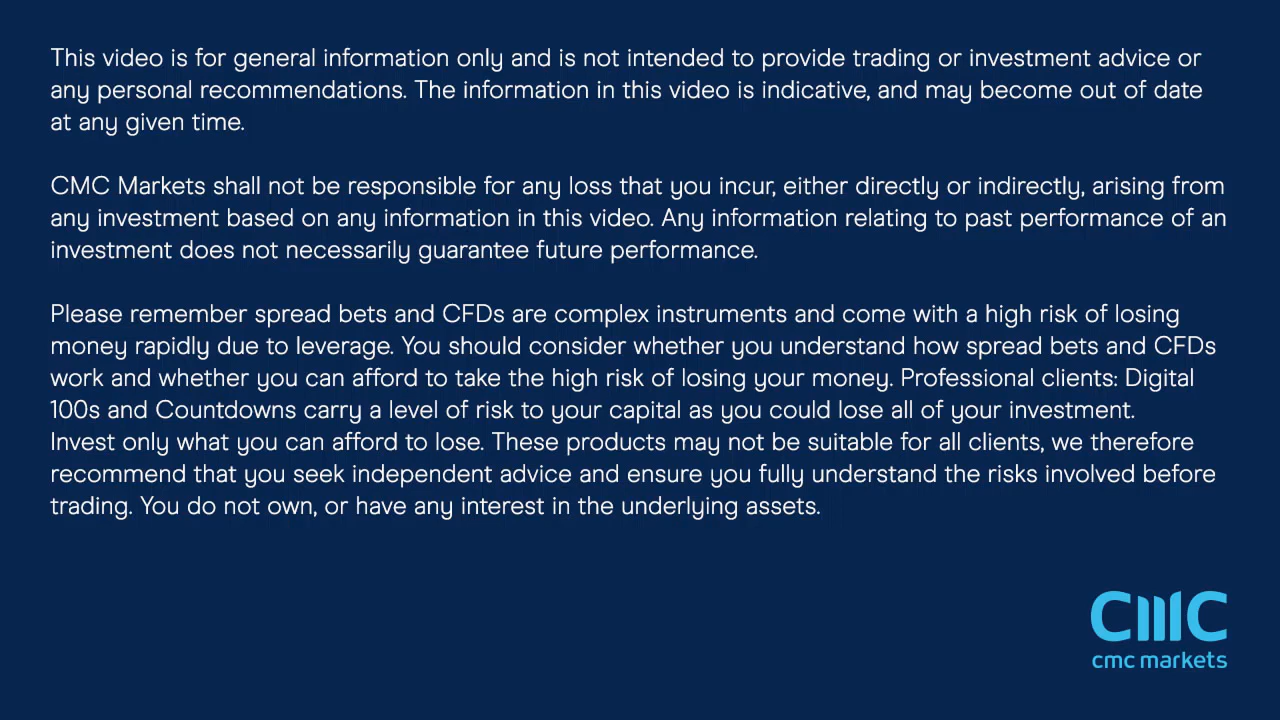 This video is for general information only and is not intended to provide trading or investment advice or
any personal recommendations. The information in this video is indicative, and may become out of date
at any given time.
CMC Markets shall not be responsible for any loss that you incur, either directly or indirectly, arising from
any investment based on any information in this video. Any information relating to past performance of an
investment does not necessarily guarantee future performance.
Please remember spread bets and CFDs are complex instruments and come with a high risk of losing
money rapidly due to leverage. You should consider whether you understand how spread bets and CFDs
work and whether you can afford to take the high risk of losing your money. Professional clients: Digital
100s and Countdowns carry a level of risk to your capital as you could lose all of your investment.
Invest only what you can afford to lose. These products may not be suitable for all clients, we therefore
recommend that you seek independent advice and ensure you fully understand the risks involved before
trading. You do not own, or have any interest in the underlying assets.
CMC
cmc markets